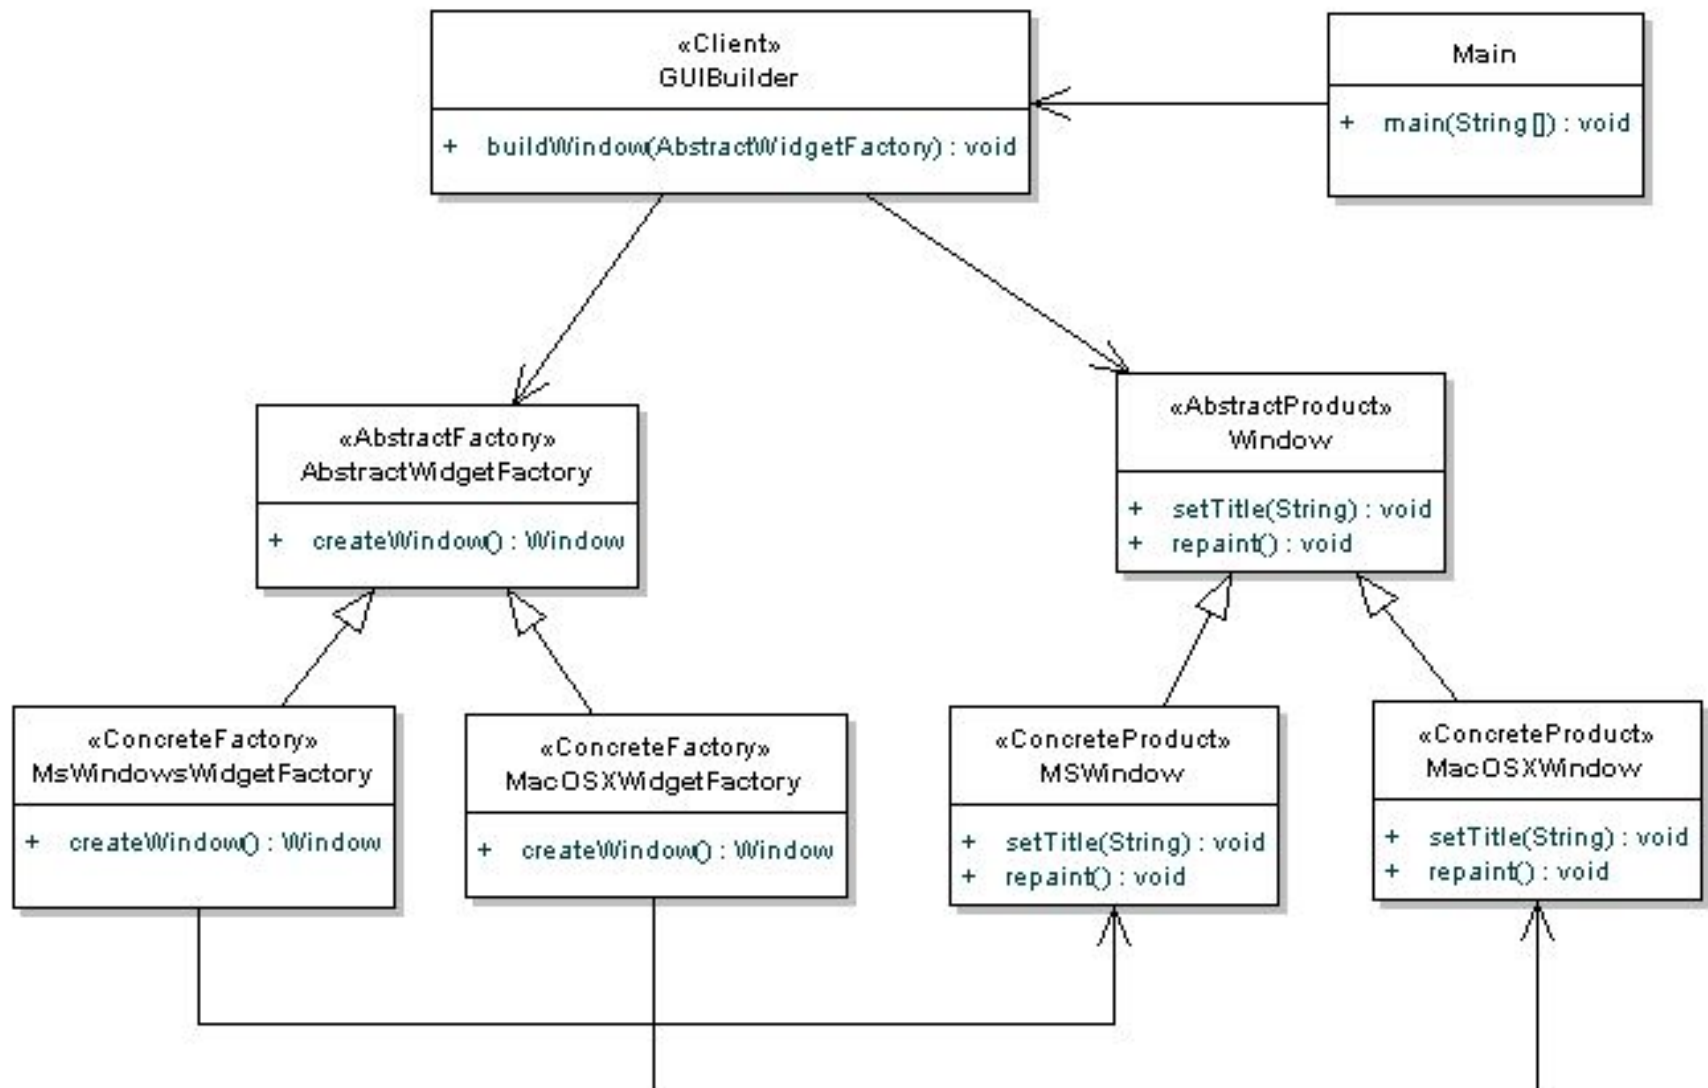 «Client»
GUIBuilder
+ buildWindow(AbstractWidgetFactory) : void
Main
+ main(String[]) : void
«AbstractFactory»
AbstractWidgetFactory
+ createWindow() : Window
«AbstractProduct»
Window
+ setTitle(String) : void
+ repaint() : void
«ConcreteFactory»
MsWindowsWidgetFactory
+ createWindow() : Window
«ConcreteFactory»
MacOSXWidgetFactory
+ createWindow() : Window
«ConcreteProduct»
MSWindow
+ setTitle(String) : void
+ repaint() : void
«ConcreteProduct»
MacOSXWindow
+ setTitle(String) : void
+ repaint() : void